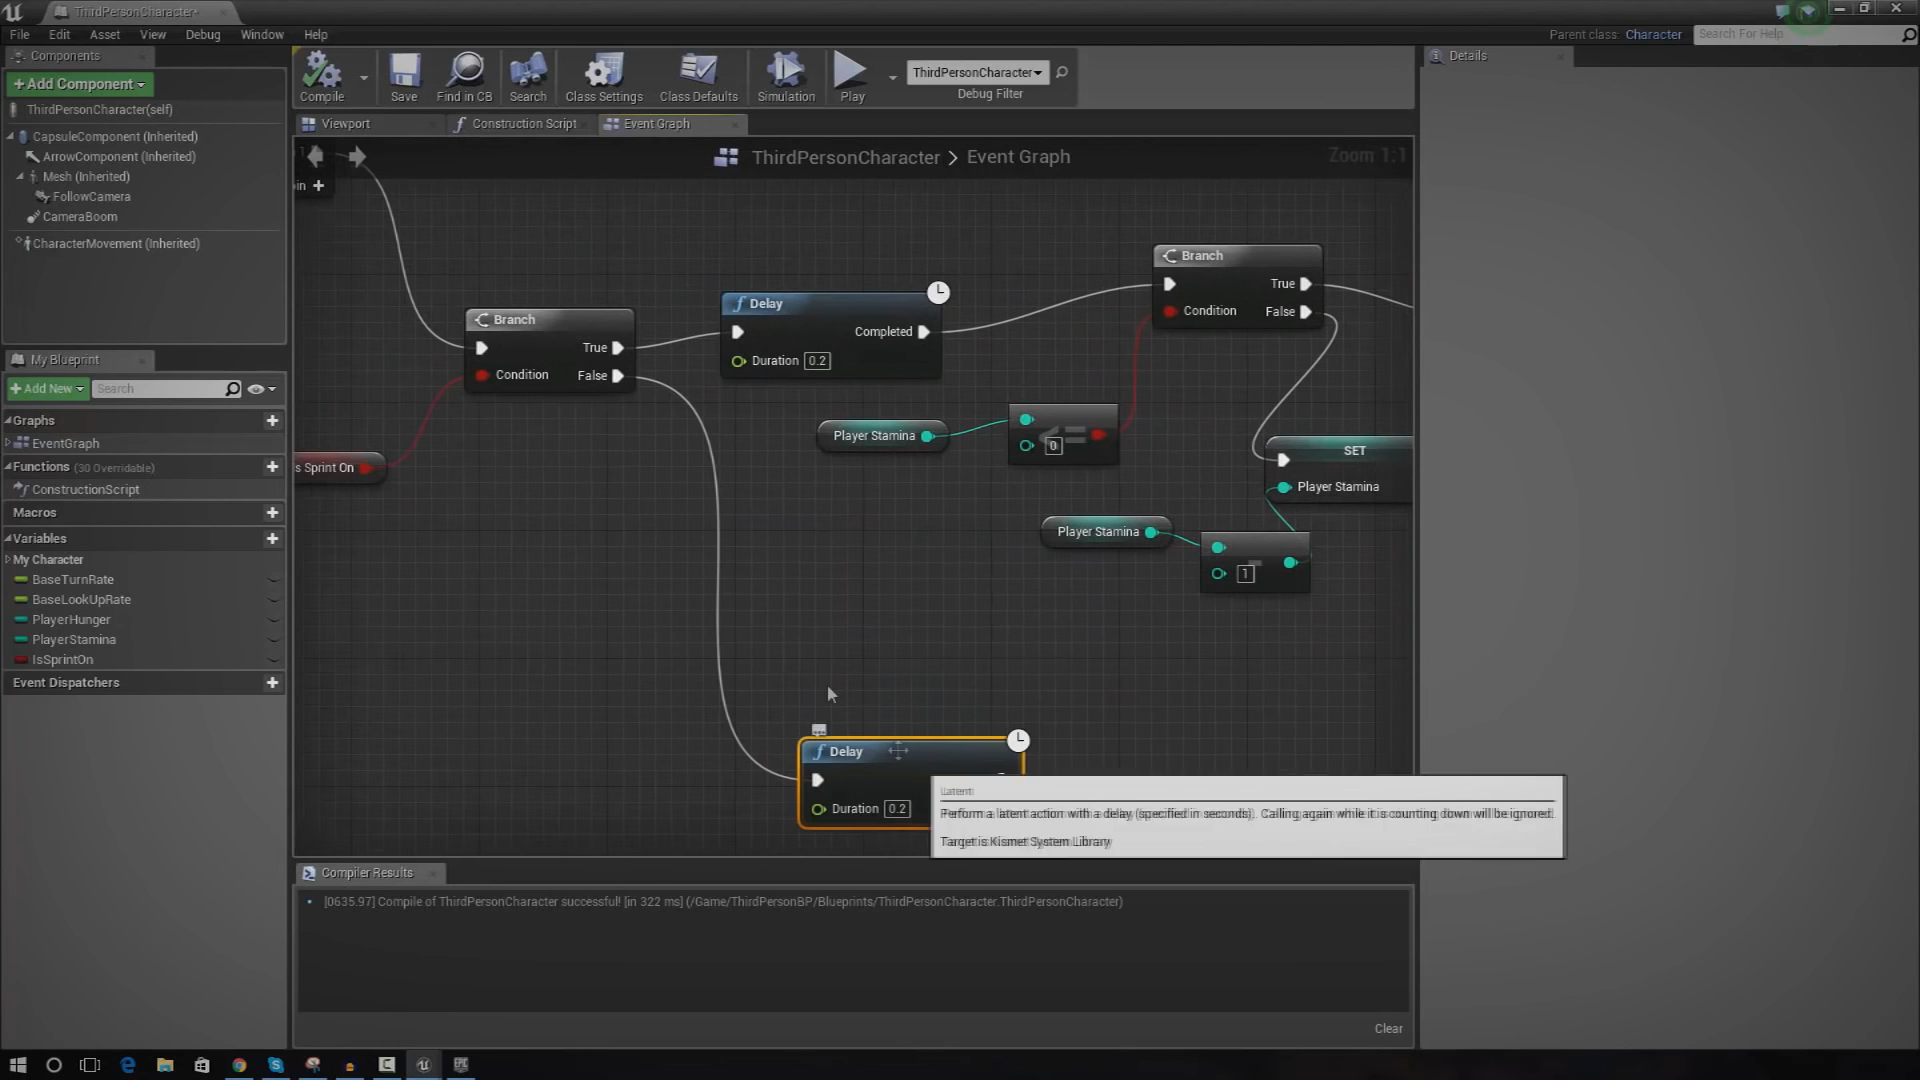 ThirdPersonCharacter*
File Edit Asset View Debug Window Help
Parent class: Character
Search For Help
Components
+Add Component
ThirdPersonCharacter(self)
CapsuleComponent (Inherited)
ArrowComponent (Inherited)
Mesh (Inherited)
FollowCamera
CameraBoom
CharacterMovement (Inherited)
Compile
Save
Find in CB
Search
Class Settings
Class Defaults
Simulation
Play
ThirdPersonCharacter
Debug Filter
Details
Viewport
Construction Script
Event Graph
ThirdPersonCharacter > Event Graph
Zoom 1:1
in +
Branch
True
Condition
False
Delay
Completed
Duration 0.2
Branch
True
Condition
False
Player Stamina
<=
0
s Sprint On
SET
Player Stamina
Player Stamina
1
Delay
Duration 0.2
Latent
Perform a latent action with a delay (specified in seconds). Calling again while it is counting down will be ignored.
Target is Kismet System Library
My Blueprint
+Add New
Search
Graphs
EventGraph
Functions (30 Overridable)
ConstructionScript
Macros
Variables
My Character
BaseTurnRate
BaseLookUpRate
PlayerHunger
PlayerStamina
IsSprintOn
Event Dispatchers
Compiler Results
[0635.97] Compile of ThirdPersonCharacter successful! [in 322 ms] (/Game/ThirdPersonBP/Blueprints/ThirdPersonCharacter.ThirdPersonCharacter)
Clear